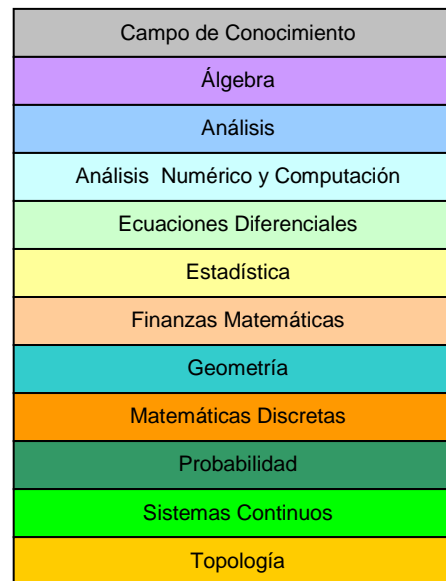 Campo de Conocimiento
Álgebra
Análisis
Análisis Numérico y Computación
Ecuaciones Diferenciales
Estadística
Finanzas Matemáticas
Geometría
Matemáticas Discretas
Probabilidad
Sistemas Continuos
Topología